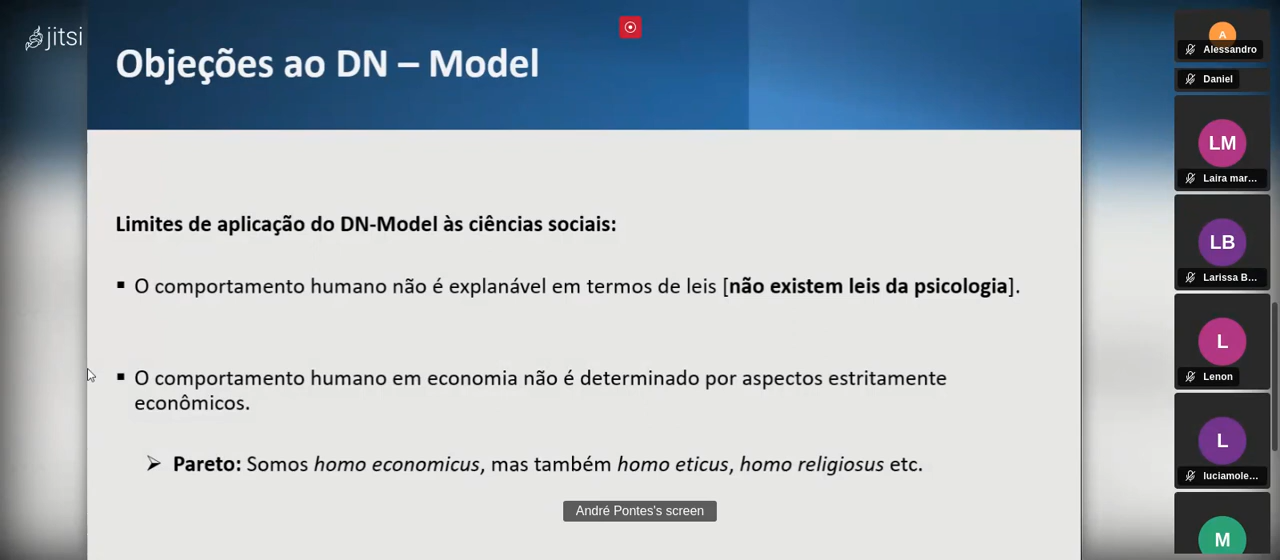 jitsi
Objeções ao DN – Model
Limites de aplicação do DN-Model às ciências sociais:
▪ O comportamento humano não é explanável em termos de leis [não existem leis da psicologia].
▪ O comportamento humano em economia não é determinado por aspectos estritamente
econômicos.
➢ Pareto: Somos homo economicus, mas também homo eticus, homo religiosus etc.
André Pontes's screen
A
Alessandro
Daniel
LM
Laira mar...
LB
Larissa B...
L
Lenon
L
luciamole...
M